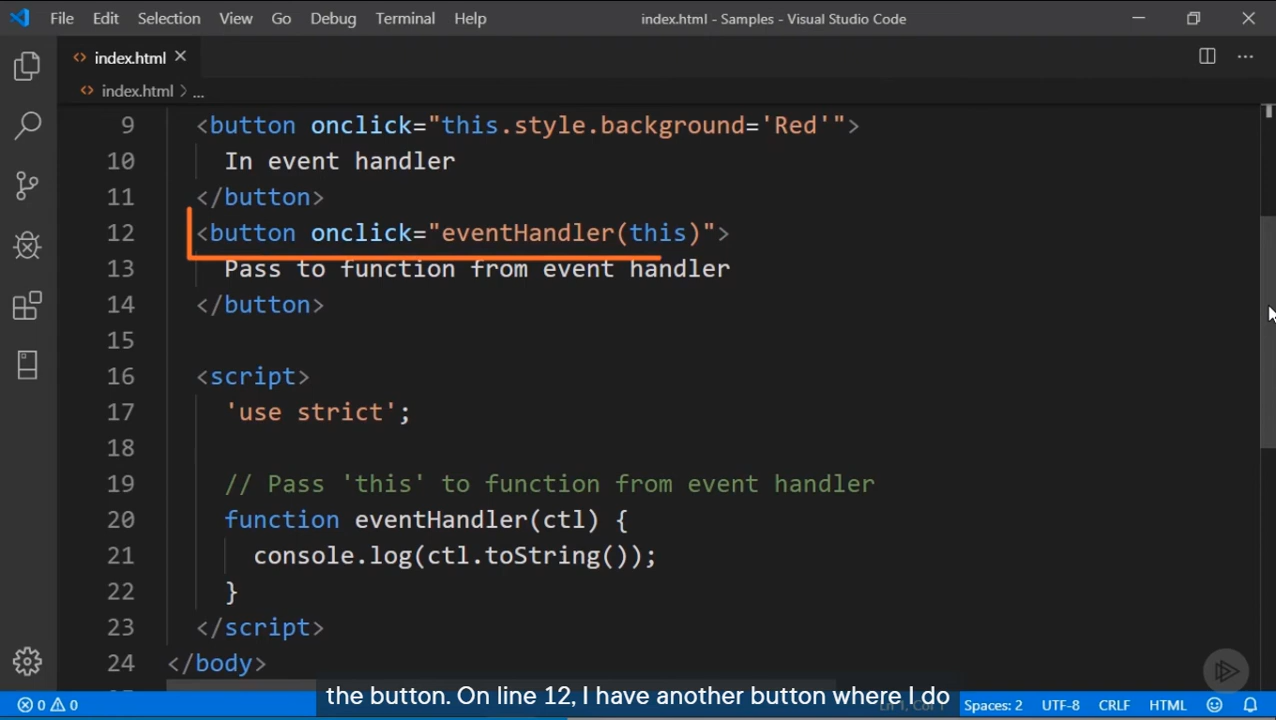 File Edit Selection View Go Debug Terminal Help index.html - Samples - Visual Studio Code
index.html
index.html > ...
9 <button onclick="this.style.background='Red'">
10 In event handler
11 </button>
12 <button onclick="eventHandler(this)">
13 Pass to function from event handler
14 </button>
15
16 <script>
17 'use strict';
18
19 // Pass 'this' to function from event handler
20 function eventHandler(ctl) {
21 console.log(ctl.toString());
22 }
23 </script>
24 </body>
the button. On line 12, I have another button where I do
0 0 Spaces: 2 UTF-8 CRLF HTML